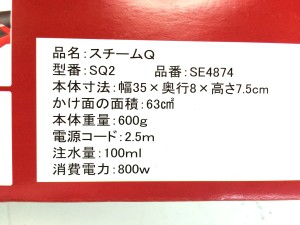 品名:スチームQ
型番:SQ2　　品番:SE4874
本体寸法:幅35×奥行8×高さ7.5cm
かけ面の面積:63㎠
本体重量:600g
電源コード:2.5m
注水量:100ml
消費電力:800w